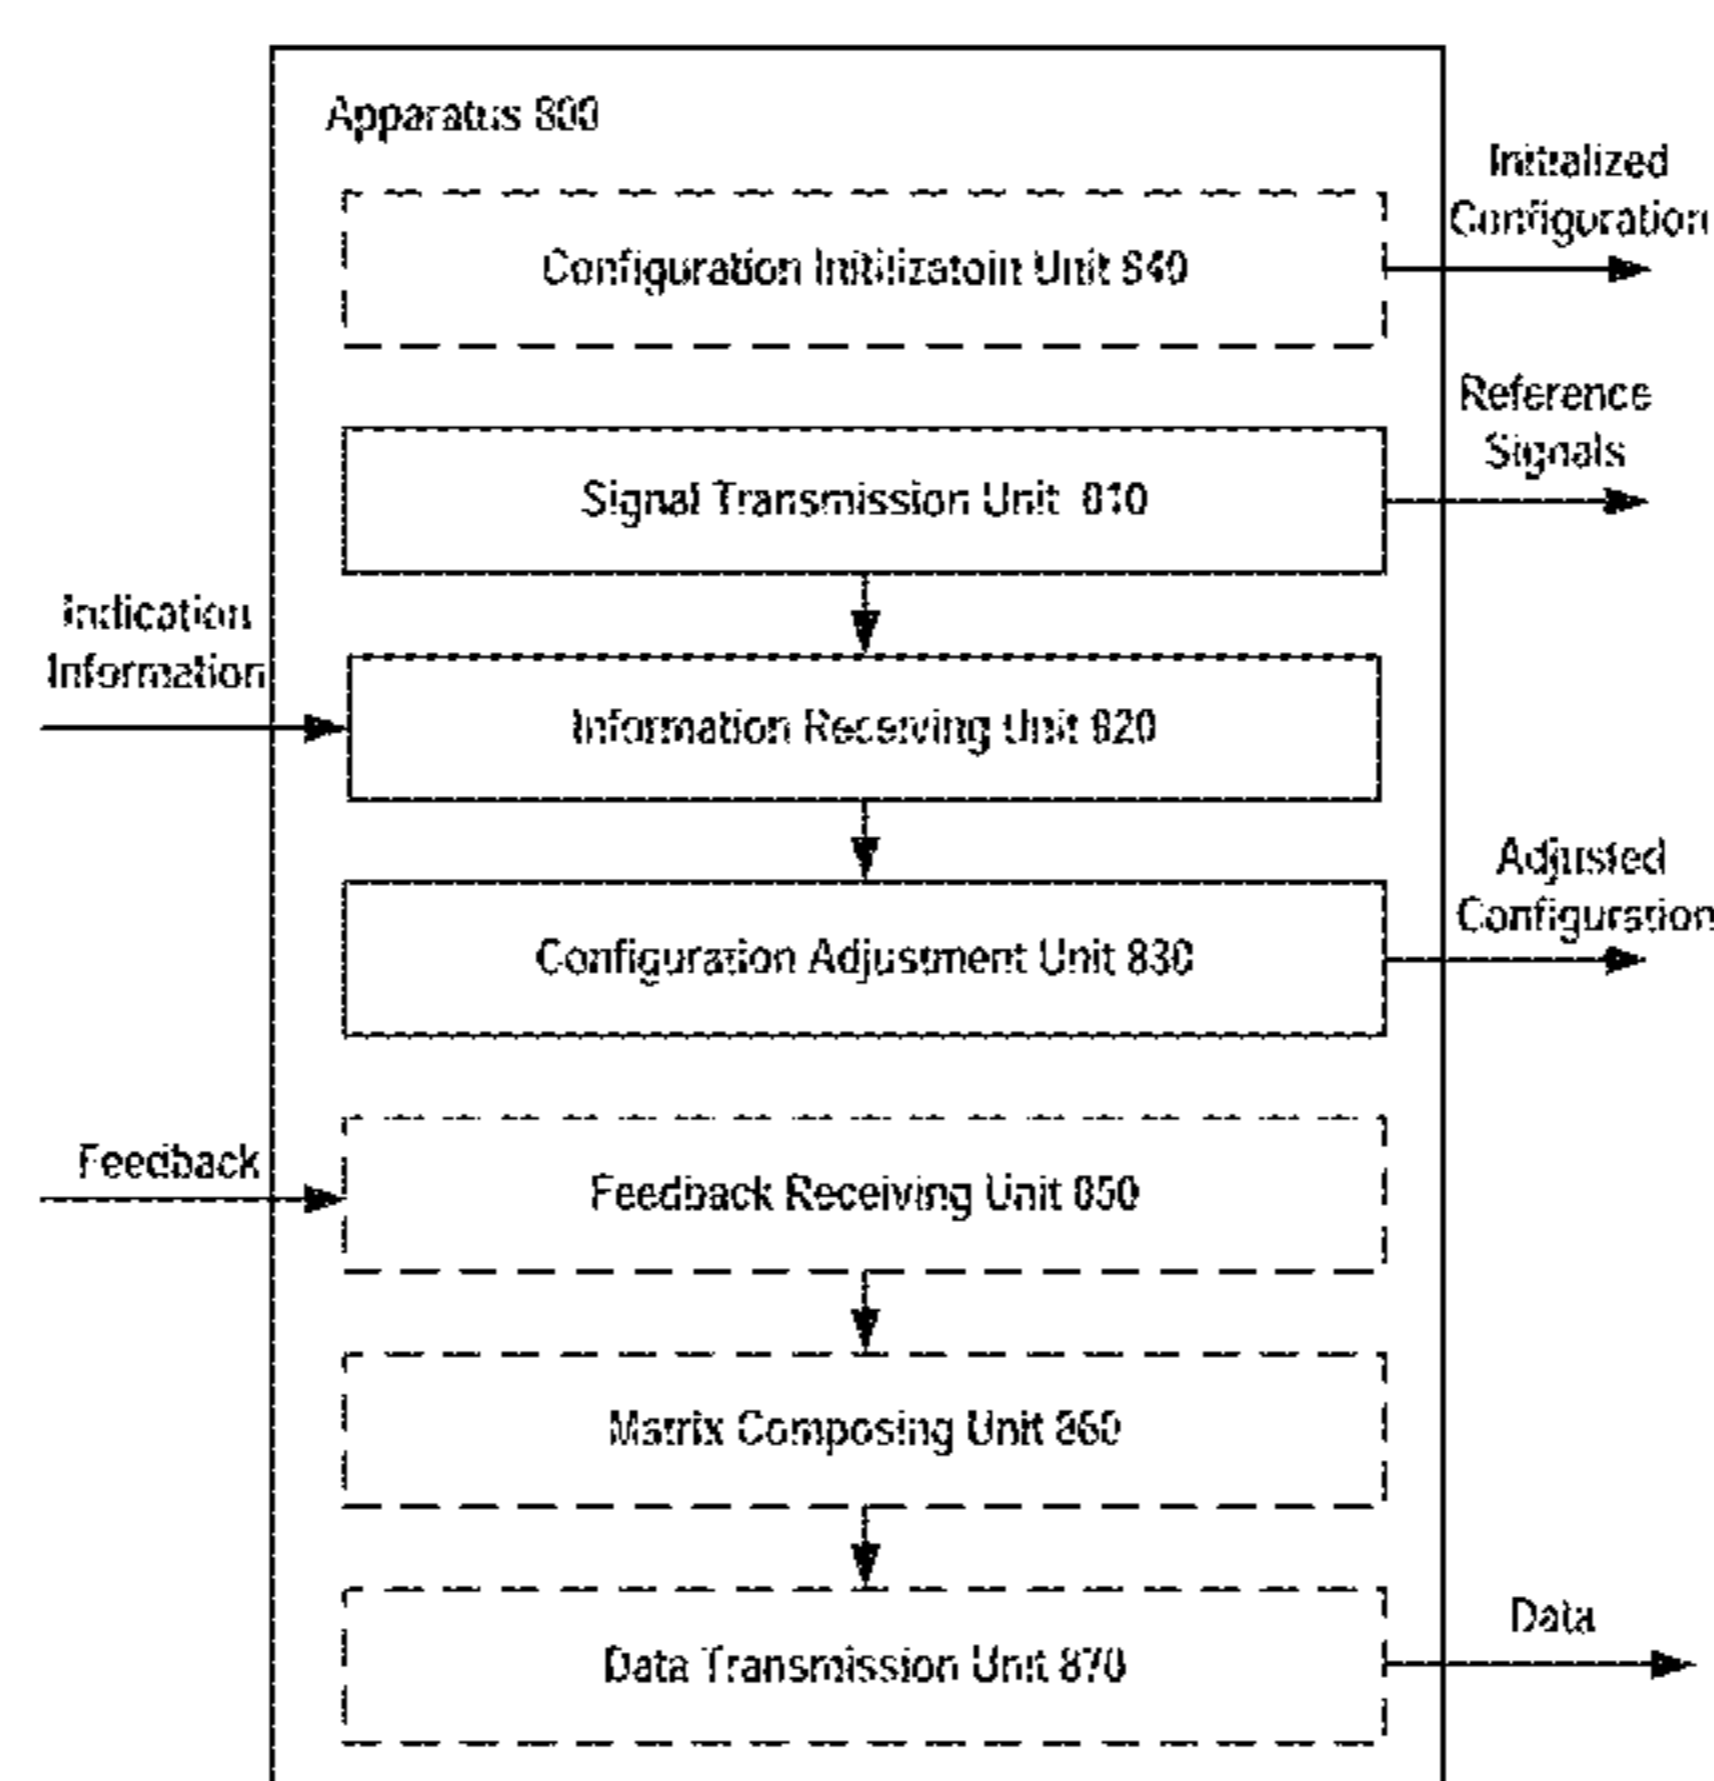 Apparatus 800
Initialized
Configuration
Configuration Initilizatoin Unit 840
Reference
Signals
Signal Transmission Unit 810
Indication
Information
Information Receiving Unit 820
Adjusted
Configuration
Configuration Adjustment Unit 830
Feedback
Feedback Receiving Unit 850
Matrix Composing Unit 860
Data
Data Transmission Unit 870